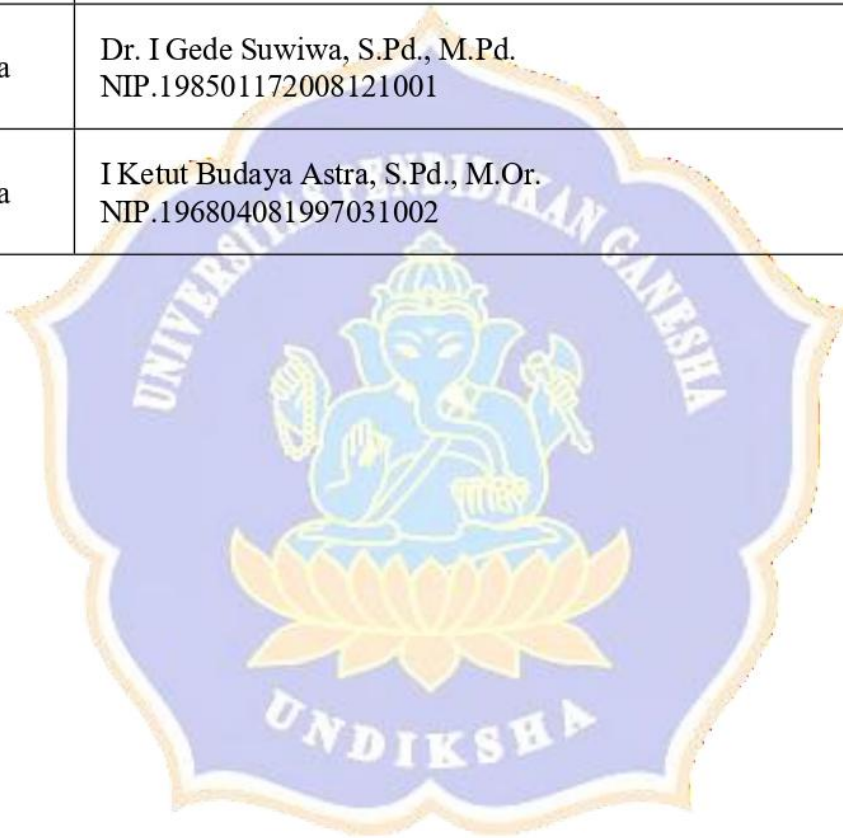 a
Dr. I Gede Suwiwa, S.Pd., M.Pd.
NIP.198501172008121001
a
I Ketut Budaya Astra, S.Pd., M.Or.
NIP.196804081997031002
UNIVERSITAS PENDIDIKAN GANESHA
UNDIKSHA